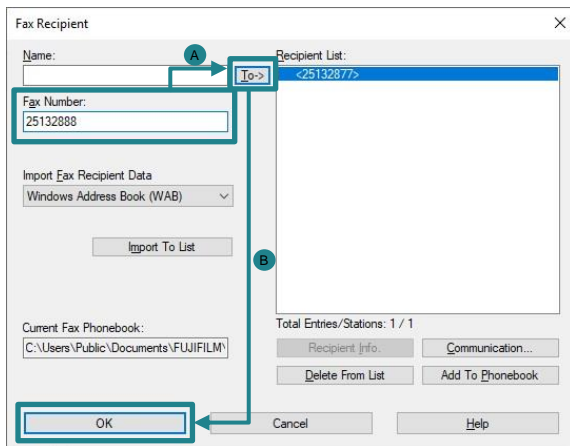 Fax Recipient
Name:
A
To->
Fax Number:
25132888
Import Fax Recipient Data
Windows Address Book (WAB)
Import To List
Current Fax Phonebook:
C:\Users\Public\Documents\FUJIFILM\
Recipient List:
<25132877>
B
Total Entries/Stations: 1 / 1
Recipient Info.
Communication...
Delete From List
Add To Phonebook
OK
Cancel
Help